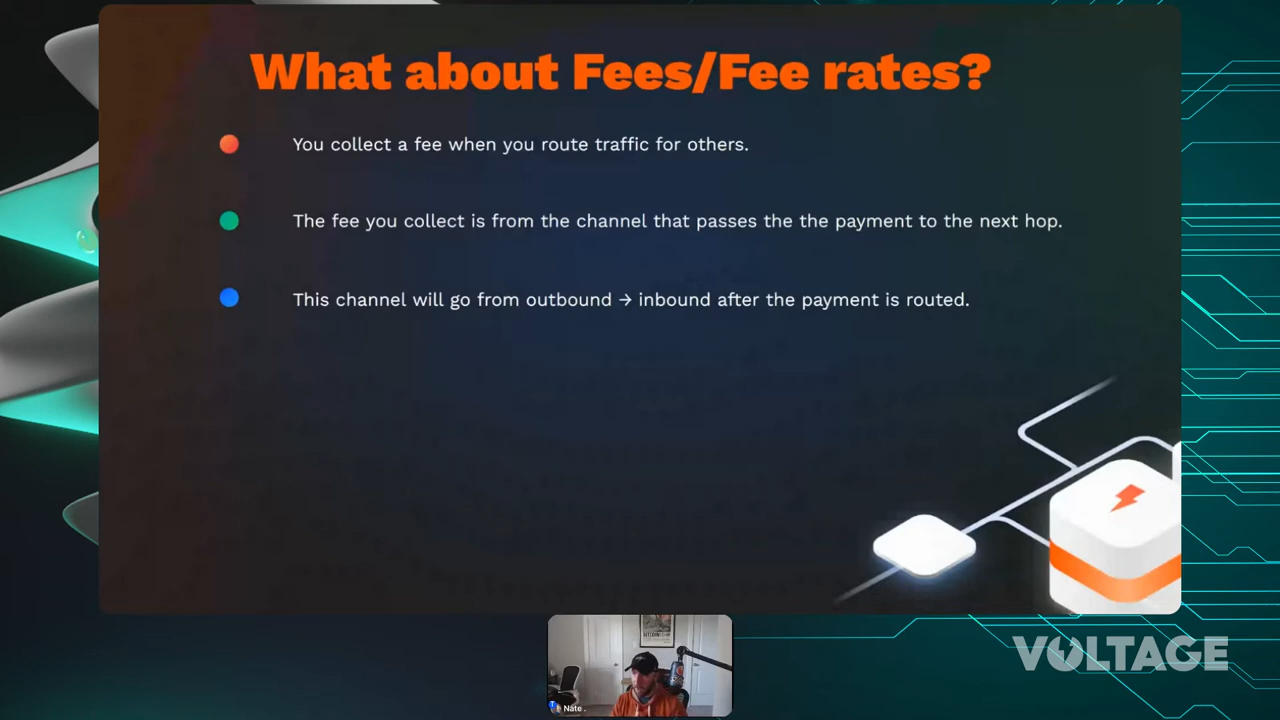 What about Fees/Fee rates?
You collect a fee when you route traffic for others.
The fee you collect is from the channel that passes the the payment to the next hop.
This channel will go from outbound → inbound after the payment is routed.
VOLTAGE
Nate .